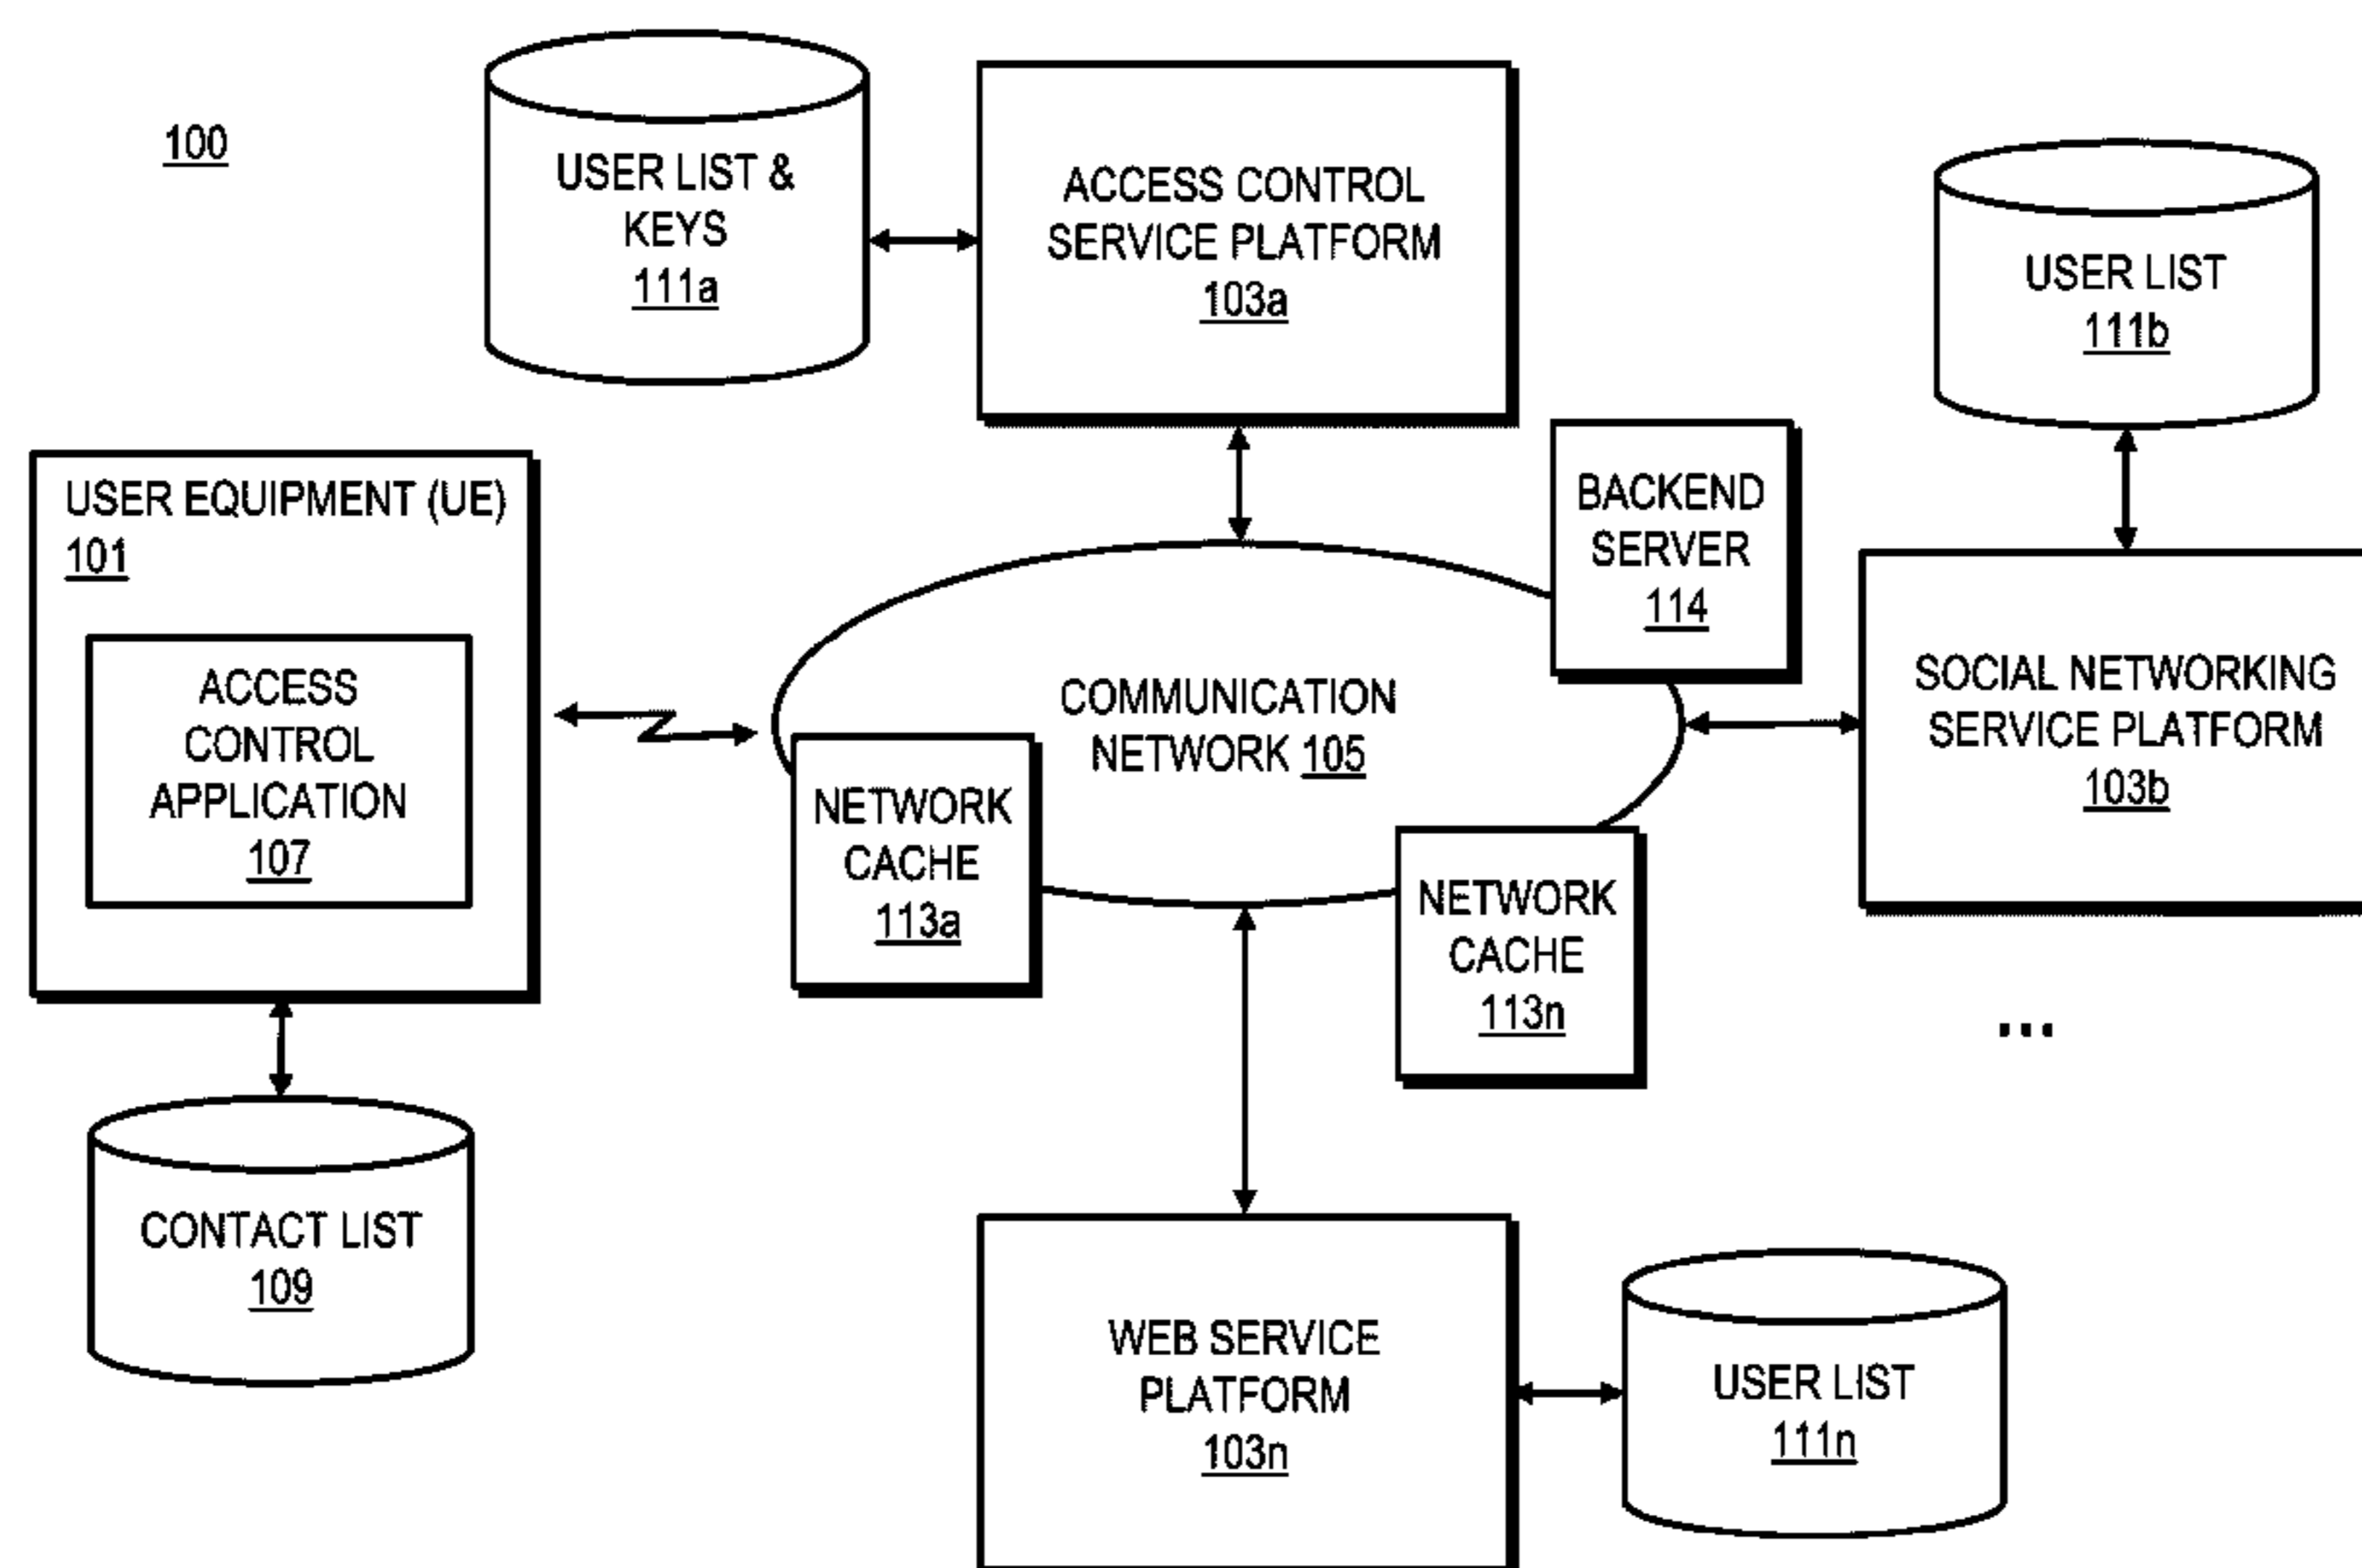 100
USER LIST &
KEYS
111a
ACCESS CONTROL
SERVICE PLATFORM
103a
USER LIST
111b
USER EQUIPMENT (UE)
101
ACCESS
CONTROL
APPLICATION
107
BACKEND
SERVER
114
COMMUNICATION
NETWORK 105
SOCIAL NETWORKING
SERVICE PLATFORM
103b
NETWORK
CACHE
113a
NETWORK
CACHE
113n
...
CONTACT LIST
109
WEB SERVICE
PLATFORM
103n
USER LIST
111n